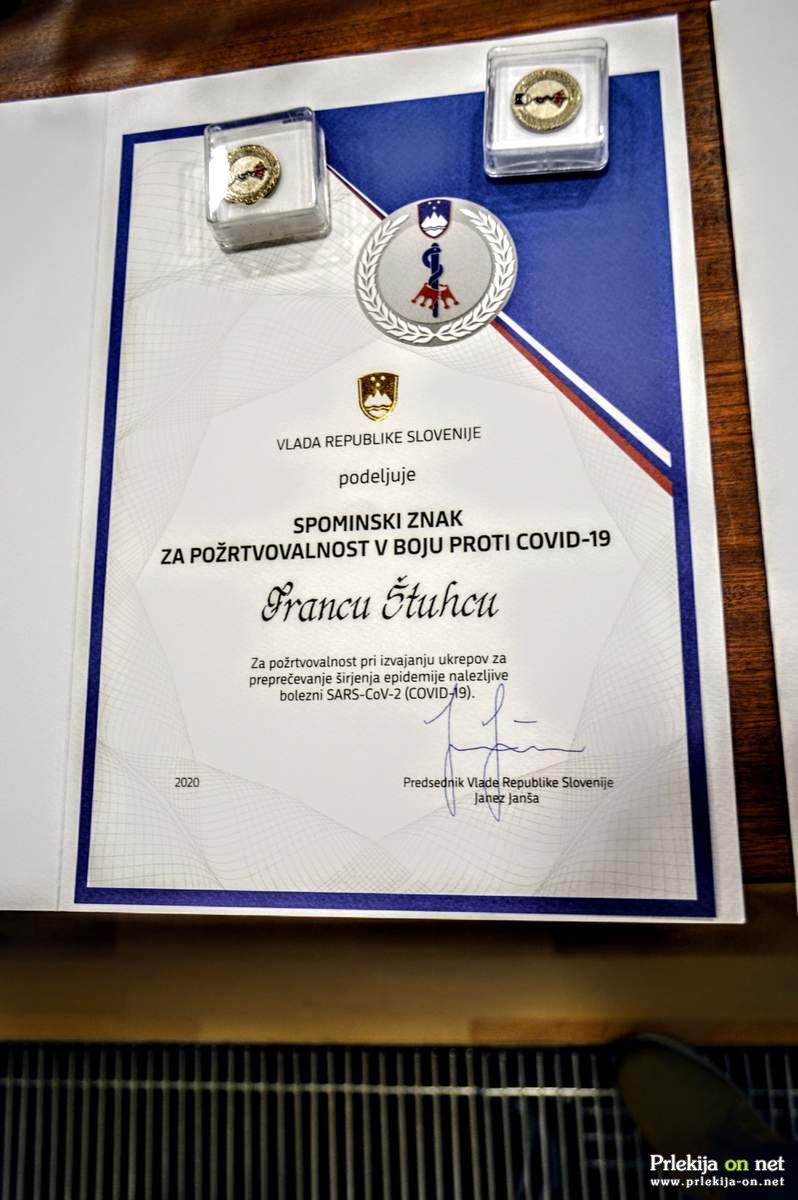 VLADA REPUBLIKE SLOVENIJE
podeljuje
SPOMINSKI ZNAK
ZA POŽRTVOVALNOST V BOJU PROTI COVID-19
Francu Štuhcu
Za požrtvovalnost pri izvajanju ukrepov za
preprečevanje širjenja epidemije nalezljive
bolezni SARS-CoV-2 (COVID-19).
2020
Predsednik Vlade Republike Slovenije
Janez Janša
Prlekija on net
www.prlekija-on.net